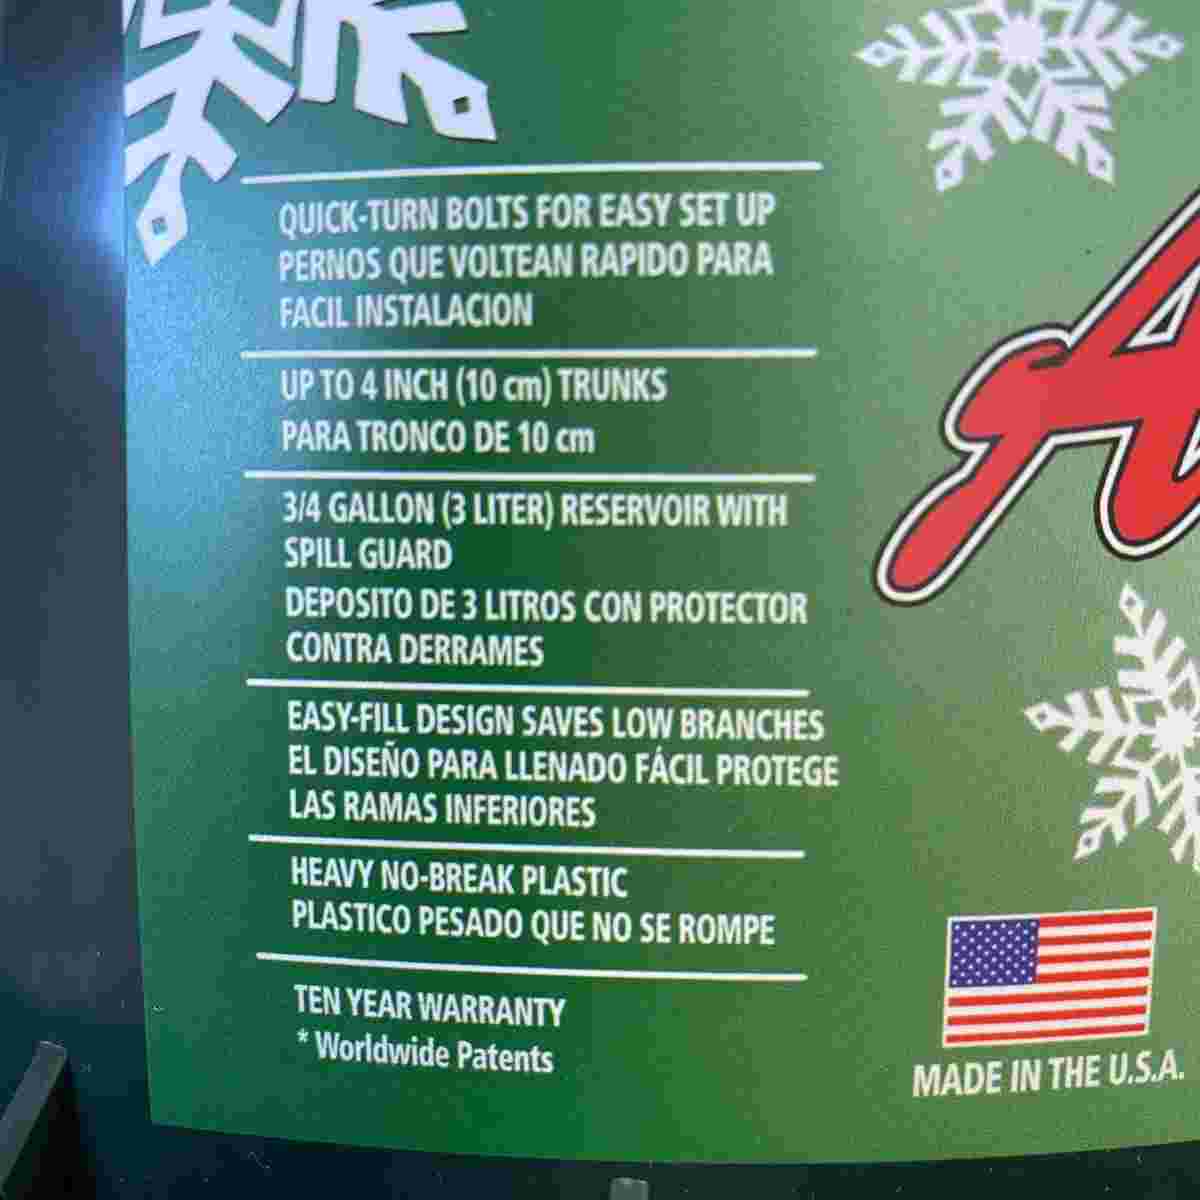 QUICK-TURN BOLTS FOR EASY SET UP
PERNOS QUE VOLTEAN RAPIDO PARA
FACIL INSTALACION
UP TO 4 INCH (10 cm) TRUNKS
PARA TRONCO DE 10 cm
3/4 GALLON (3 LITER) RESERVOIR WITH
SPILL GUARD
DEPOSITO DE 3 LITROS CON PROTECTOR
CONTRA DERRAMES
EASY-FILL DESIGN SAVES LOW BRANCHES
EL DISEÑO PARA LLENADO FÁCIL PROTEGE
LAS RAMAS INFERIORES
HEAVY NO-BREAK PLASTIC
PLASTICO PESADO QUE NO SE ROMPE
TEN YEAR WARRANTY
* Worldwide Patents
A
MADE IN THE U.S.A.